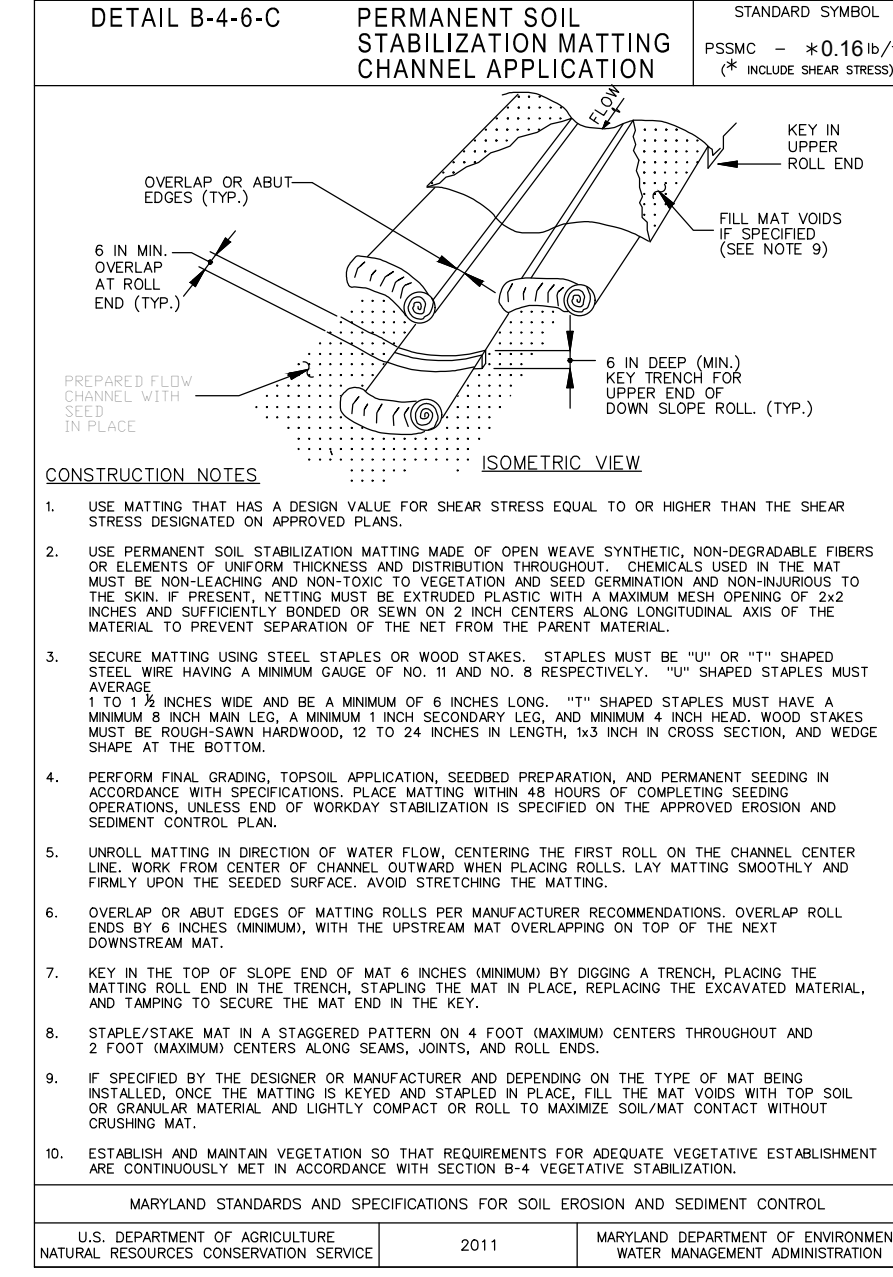 DETAIL B-4-6-C
PERMANENT SOIL
STABILIZATION MATTING
CHANNEL APPLICATION
STANDARD SYMBOL
PSSMC - *0.16 lb/
(* INCLUDE SHEAR STRESS)
FLOW
KEY IN
UPPER
ROLL END
OVERLAP OR ABUT
EDGES (TYP.)
FILL MAT VOIDS
IF SPECIFIED
(SEE NOTE 9)
6 IN MIN.
OVERLAP
AT ROLL
END (TYP.)
6 IN DEEP (MIN.)
KEY TRENCH FOR
UPPER END OF
DOWN SLOPE ROLL. (TYP.)
PREPARED FLOW
CHANNEL WITH
SEED
IN PLACE
ISOMETRIC VIEW
CONSTRUCTION NOTES
1. USE MATTING THAT HAS A DESIGN VALUE FOR SHEAR STRESS EQUAL TO OR HIGHER THAN THE SHEAR
STRESS DESIGNATED ON APPROVED PLANS.
2. USE PERMANENT SOIL STABILIZATION MATTING MADE OF OPEN WEAVE SYNTHETIC, NON-DEGRADABLE FIBERS
OR ELEMENTS OF UNIFORM THICKNESS AND DISTRIBUTION THROUGHOUT. CHEMICALS USED IN THE MAT
MUST BE NON-LEACHING AND NON-TOXIC TO VEGETATION AND SEED GERMINATION AND NON-INJURIOUS TO
THE SKIN. IF PRESENT, NETTING MUST BE EXTRUDED PLASTIC WITH A MAXIMUM MESH OPENING OF 2x2
INCHES AND SUFFICIENTLY BONDED OR SEWN ON 2 INCH CENTERS ALONG LONGITUDINAL AXIS OF THE
MATERIAL TO PREVENT SEPARATION OF THE NET FROM THE PARENT MATERIAL.
3. SECURE MATTING USING STEEL STAPLES OR WOOD STAKES. STAPLES MUST BE "U" OR "T" SHAPED
STEEL WIRE HAVING A MINIMUM GAUGE OF NO. 11 AND NO. 8 RESPECTIVELY. "U" SHAPED STAPLES MUST
AVERAGE
1 TO 1 ½ INCHES WIDE AND BE A MINIMUM OF 6 INCHES LONG. "T" SHAPED STAPLES MUST HAVE A
MINIMUM 8 INCH MAIN LEG, A MINIMUM 1 INCH SECONDARY LEG, AND MINIMUM 4 INCH HEAD. WOOD STAKES
MUST BE ROUGH-SAWN HARDWOOD, 12 TO 24 INCHES IN LENGTH, 1x3 INCH IN CROSS SECTION, AND WEDGE
SHAPE AT THE BOTTOM.
4. PERFORM FINAL GRADING, TOPSOIL APPLICATION, SEEDBED PREPARATION, AND PERMANENT SEEDING IN
ACCORDANCE WITH SPECIFICATIONS. PLACE MATTING WITHIN 48 HOURS OF COMPLETING SEEDING
OPERATIONS, UNLESS END OF WORKDAY STABILIZATION IS SPECIFIED ON THE APPROVED EROSION AND
SEDIMENT CONTROL PLAN.
5. UNROLL MATTING IN DIRECTION OF WATER FLOW, CENTERING THE FIRST ROLL ON THE CHANNEL CENTER
LINE. WORK FROM CENTER OF CHANNEL OUTWARD WHEN PLACING ROLLS. LAY MATTING SMOOTHLY AND
FIRMLY UPON THE SEEDED SURFACE. AVOID STRETCHING THE MATTING.
6. OVERLAP OR ABUT EDGES OF MATTING ROLLS PER MANUFACTURER RECOMMENDATIONS. OVERLAP ROLL
ENDS BY 6 INCHES (MINIMUM), WITH THE UPSTREAM MAT OVERLAPPING ON TOP OF THE NEXT
DOWNSTREAM MAT.
7. KEY IN THE TOP OF SLOPE END OF MAT 6 INCHES (MINIMUM) BY DIGGING A TRENCH, PLACING THE
MATTING ROLL END IN THE TRENCH, STAPLING THE MAT IN PLACE, REPLACING THE EXCAVATED MATERIAL,
AND TAMPING TO SECURE THE MAT END IN THE KEY.
8. STAPLE/STAKE MAT IN A STAGGERED PATTERN ON 4 FOOT (MAXIMUM) CENTERS THROUGHOUT AND
2 FOOT (MAXIMUM) CENTERS ALONG SEAMS, JOINTS, AND ROLL ENDS.
9. IF SPECIFIED BY THE DESIGNER OR MANUFACTURER AND DEPENDING ON THE TYPE OF MAT BEING
INSTALLED, ONCE THE MATTING IS KEYED AND STAPLED IN PLACE, FILL THE MAT VOIDS WITH TOP SOIL
OR GRANULAR MATERIAL AND LIGHTLY COMPACT OR ROLL TO MAXIMIZE SOIL/MAT CONTACT WITHOUT
CRUSHING MAT.
10. ESTABLISH AND MAINTAIN VEGETATION SO THAT REQUIREMENTS FOR ADEQUATE VEGETATIVE ESTABLISHMENT
ARE CONTINUOUSLY MET IN ACCORDANCE WITH SECTION B-4 VEGETATIVE STABILIZATION.
MARYLAND STANDARDS AND SPECIFICATIONS FOR SOIL EROSION AND SEDIMENT CONTROL
U.S. DEPARTMENT OF AGRICULTURE
NATURAL RESOURCES CONSERVATION SERVICE
2011
MARYLAND DEPARTMENT OF ENVIRONMEN
WATER MANAGEMENT ADMINISTRATION